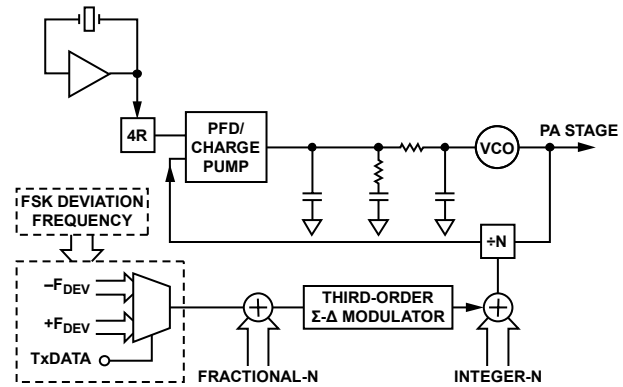 4R
PFD/
CHARGE
PUMP
VCO
PA STAGE
FSK DEVIATION
FREQUENCY
÷N
–FDEV
+FDEV
TxDATA
THIRD-ORDER
Σ-Δ MODULATOR
FRACTIONAL-N
INTEGER-N